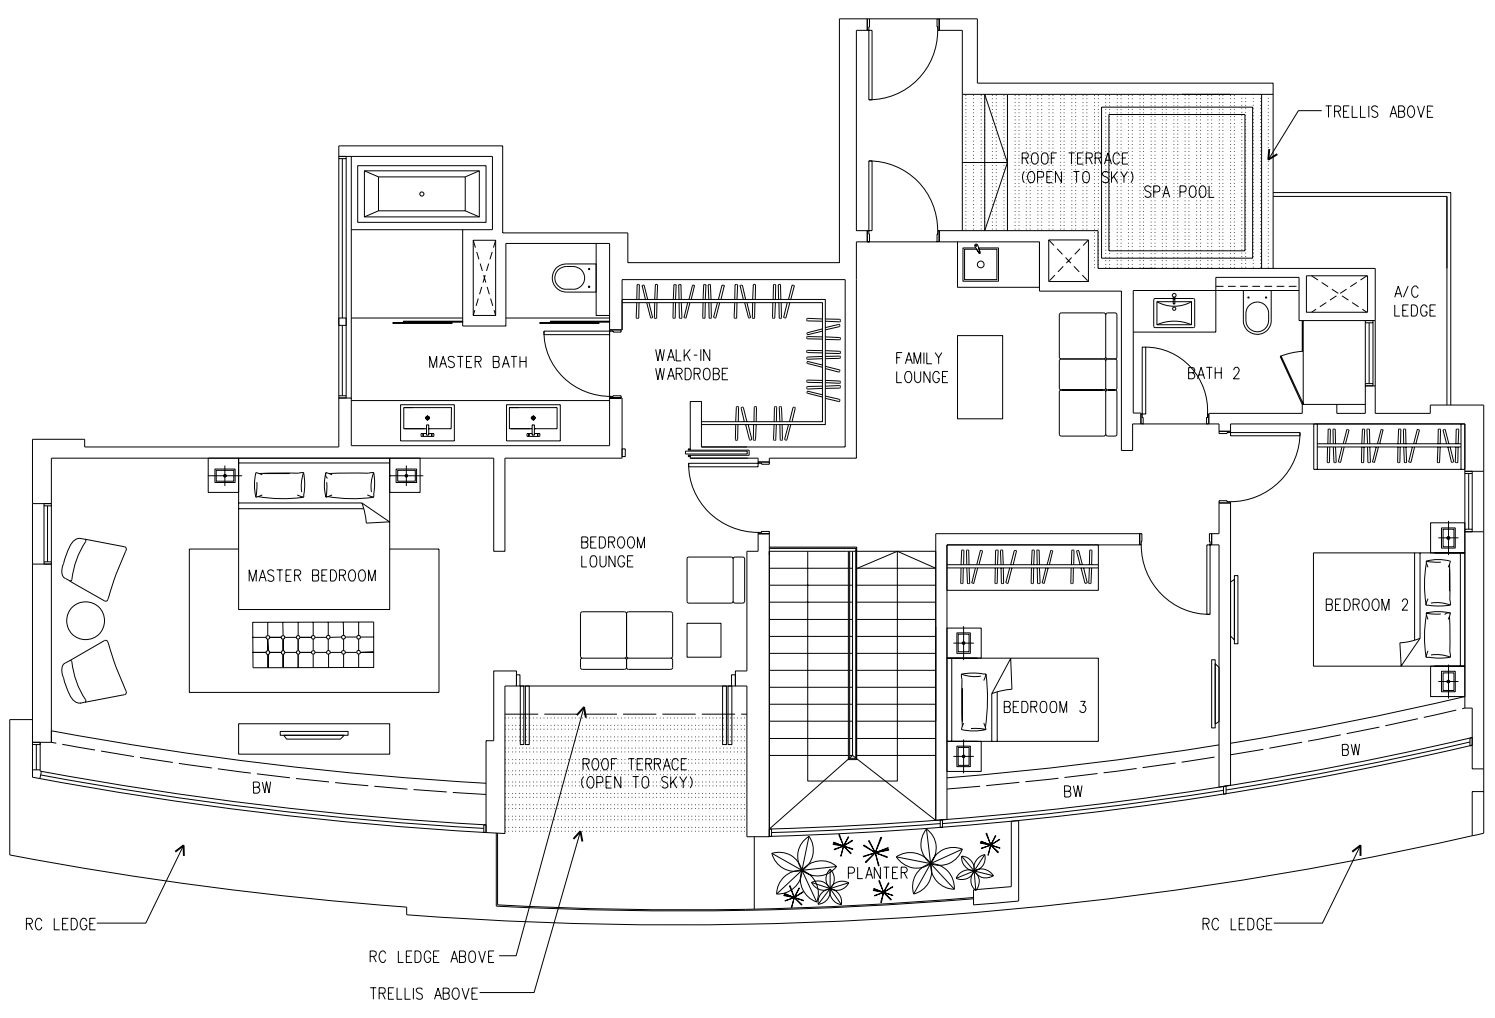 TRELLIS ABOVE
ROOF TERRACE
(OPEN TO SKY)
SPA POOL
A/C
LEDGE
MASTER BATH
WALK-IN
WARDROBE
FAMILY
LOUNGE
BATH 2
BEDROOM
LOUNGE
MASTER BEDROOM
BEDROOM 2
BEDROOM 3
BW
ROOF TERRACE
(OPEN TO SKY)
BW
BW
PLANTER
RC LEDGE
RC LEDGE
RC LEDGE ABOVE
TRELLIS ABOVE